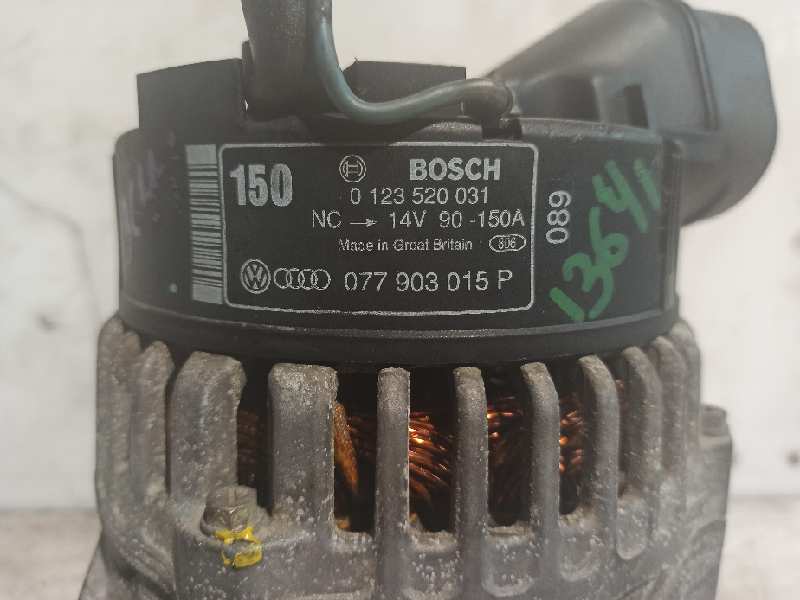 150
BOSCH
0 123 520 031
NC → 14V 90-150A
Made in Great Britain 806
077 903 015 P
089
13641